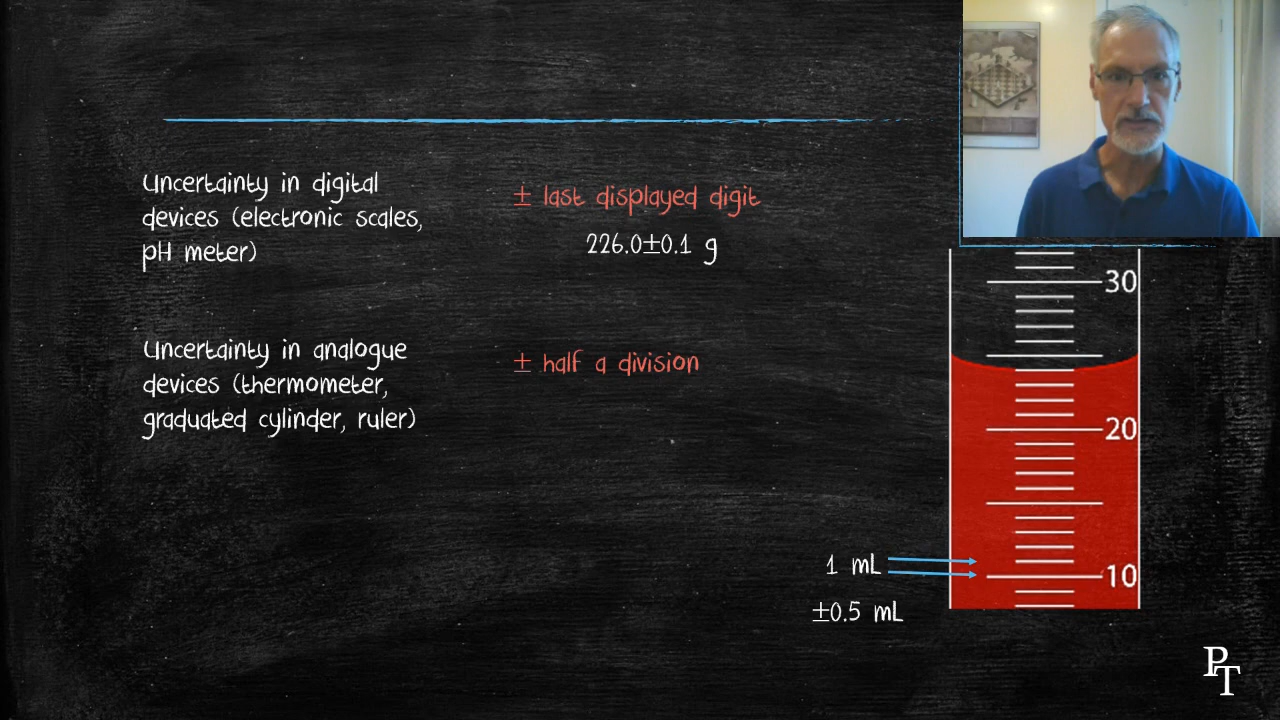 Uncertainty in digital
devices (electronic scales,
pH meter)
± last displayed digit
226.0±0.1 g
Uncertainty in analogue
devices (thermometer,
graduated cylinder, ruler)
± half a division
30
20
10
1 mL
±0.5 mL
PT